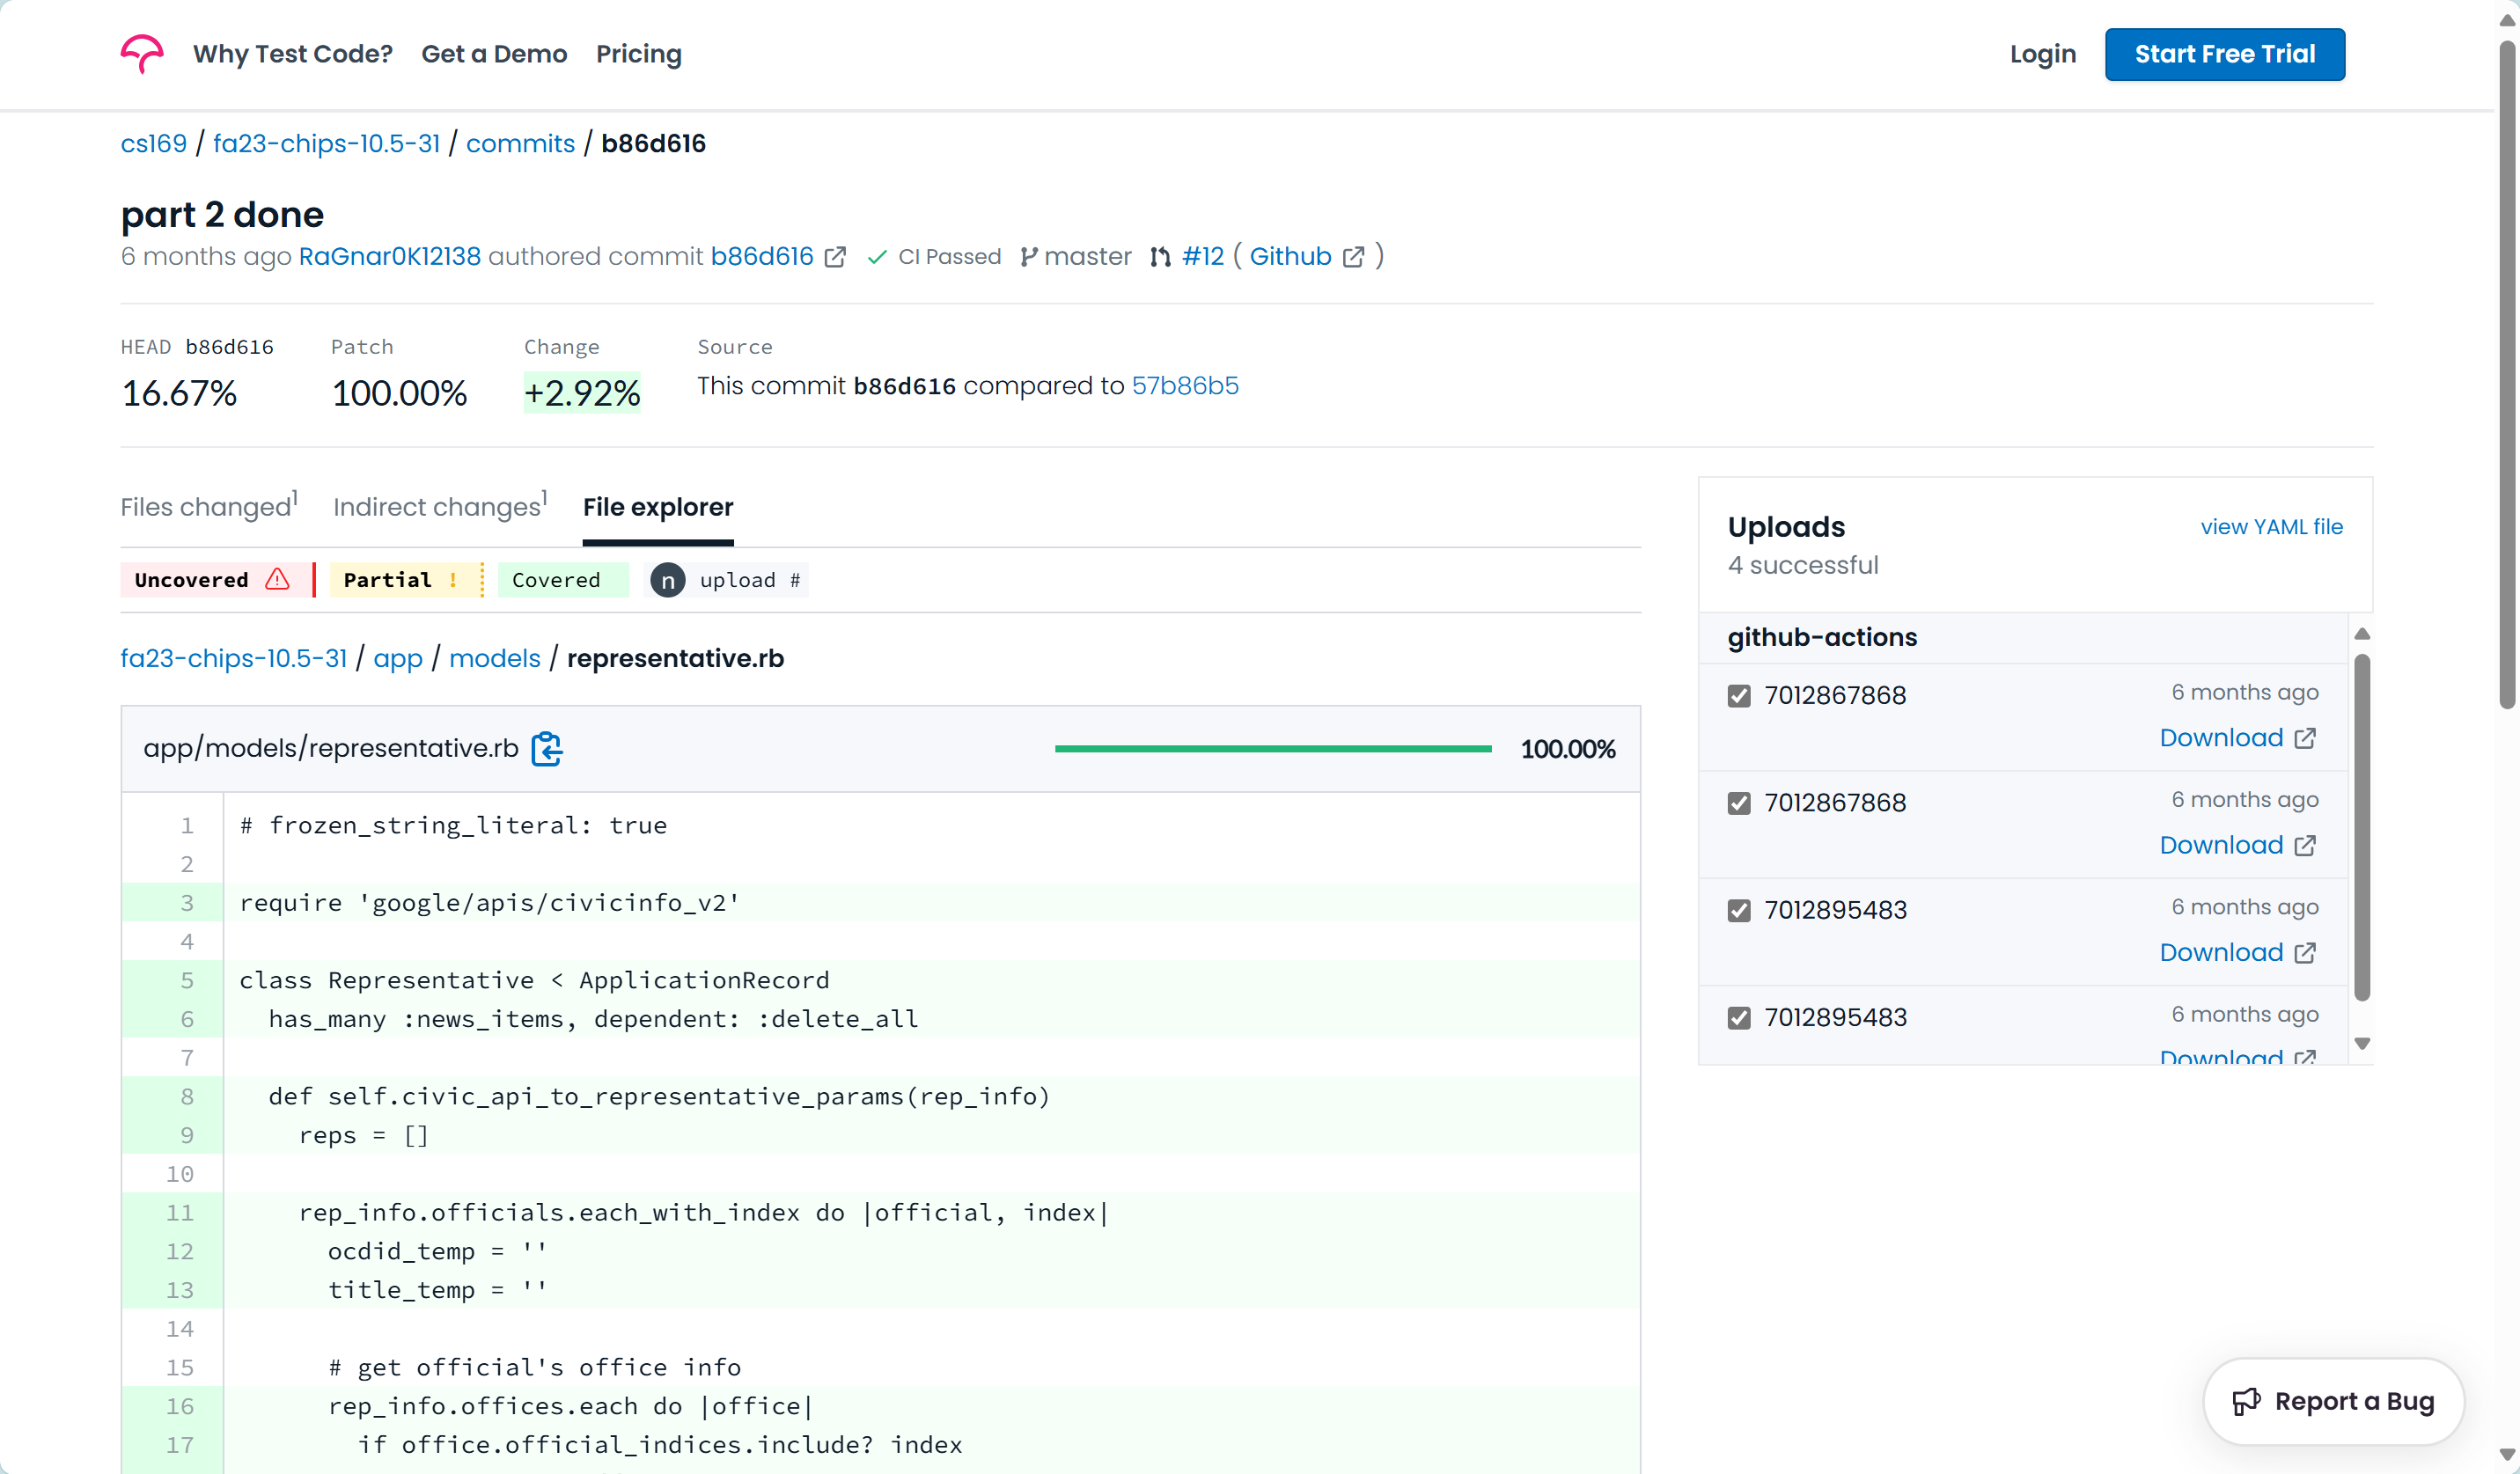 Why Test Code? Get a Demo Pricing Login Start Free Trial
cs169 / fa23-chips-10.5-31 / commits / b86d616
part 2 done
6 months ago RaGnar0K12138 authored commit b86d616 CI Passed master #12 ( Github )
HEAD b86d616 Patch Change Source
16.67% 100.00% +2.92% This commit b86d616 compared to 57b86b5
Files changed1 Indirect changes1 File explorer
Uncovered Partial ! Covered n upload #
fa23-chips-10.5-31 / app / models / representative.rb
app/models/representative.rb 100.00%
1 # frozen_string_literal: true
2
3 require 'google/apis/civicinfo_v2'
4
5 class Representative < ApplicationRecord
6 has_many :news_items, dependent: :delete_all
7
8 def self.civic_api_to_representative_params(rep_info)
9 reps = []
10
11 rep_info.officials.each_with_index do |official, index|
12 ocdid_temp = ''
13 title_temp = ''
14
15 # get official's office info
16 rep_info.offices.each do |office|
17 if office.official_indices.include? index
Uploads view YAML file
4 successful
github-actions
7012867868 6 months ago
Download
7012867868 6 months ago
Download
7012895483 6 months ago
Download
7012895483 6 months ago
Download
Report a Bug